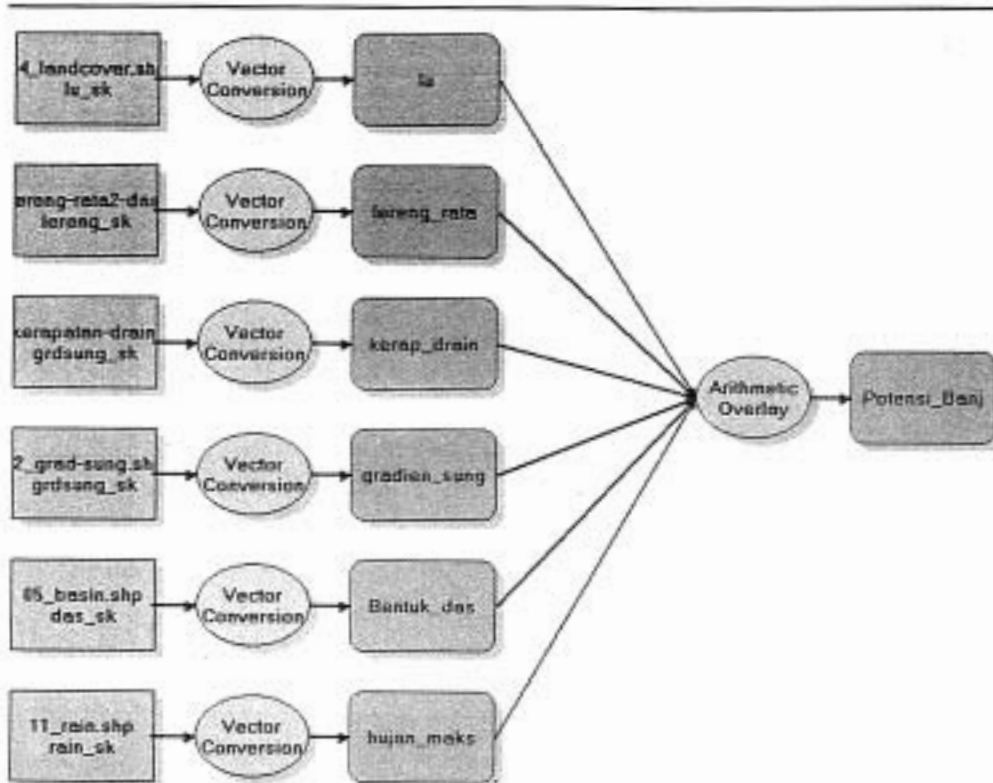 4_landcover.sh
lu_sk
Vector
Conversion
lu
ereng-rata2-das
lereng_sk
Vector
Conversion
lereng_rata
kerapatan-drain
grdsung_sk
Vector
Conversion
kerap_drain
Arithmetic
Overlay
Potensi_Banj
2_grad-sung.sh
grdsung_sk
Vector
Conversion
gradien_sung
05_basin.shp
das_sk
Vector
Conversion
Bentuk_das
11_rain.shp
rain_sk
Vector
Conversion
hujan_maks